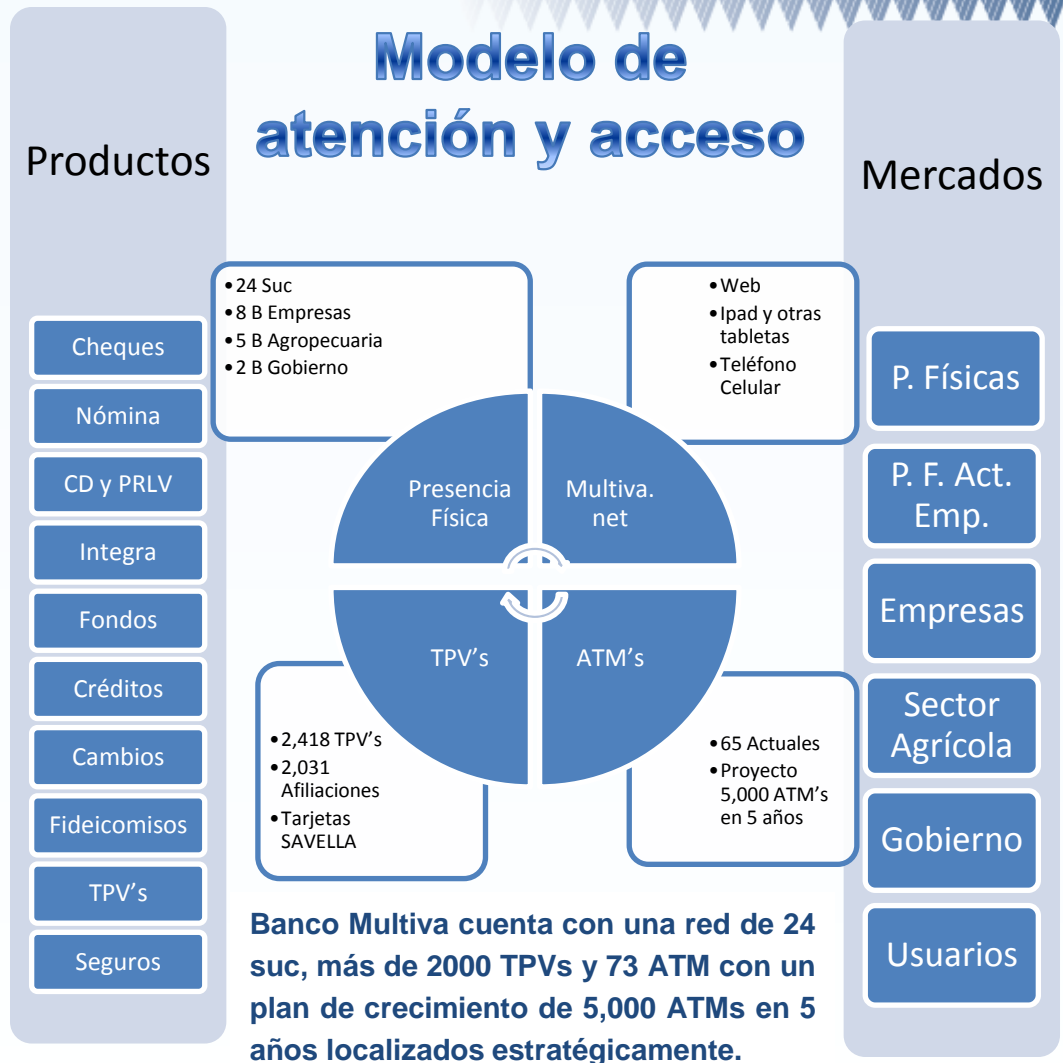 Modelo de
atención y acceso
Productos
Cheques
Nómina
CD y PRLV
Integra
Fondos
Créditos
Cambios
Fideicomisos
TPV’s
Seguros
•24 Suc
•8 B Empresas
•5 B Agropecuaria
•2 B Gobierno
•Web
•Ipad y otras
tabletas
•Teléfono
Celular
Presencia
Física
Multiva.
net
TPV’s
ATM’s
•2,418 TPV’s
•2,031
Afiliaciones
•Tarjetas
SAVELLA
•65 Actuales
•Proyecto
5,000 ATM’s
en 5 años
Mercados
P. Físicas
P. F. Act.
Emp.
Empresas
Sector
Agrícola
Gobierno
Usuarios
Banco Multiva cuenta con una red de 24
suc, más de 2000 TPVs y 73 ATM con un
plan de crecimiento de 5,000 ATMs en 5
años localizados estratégicamente.